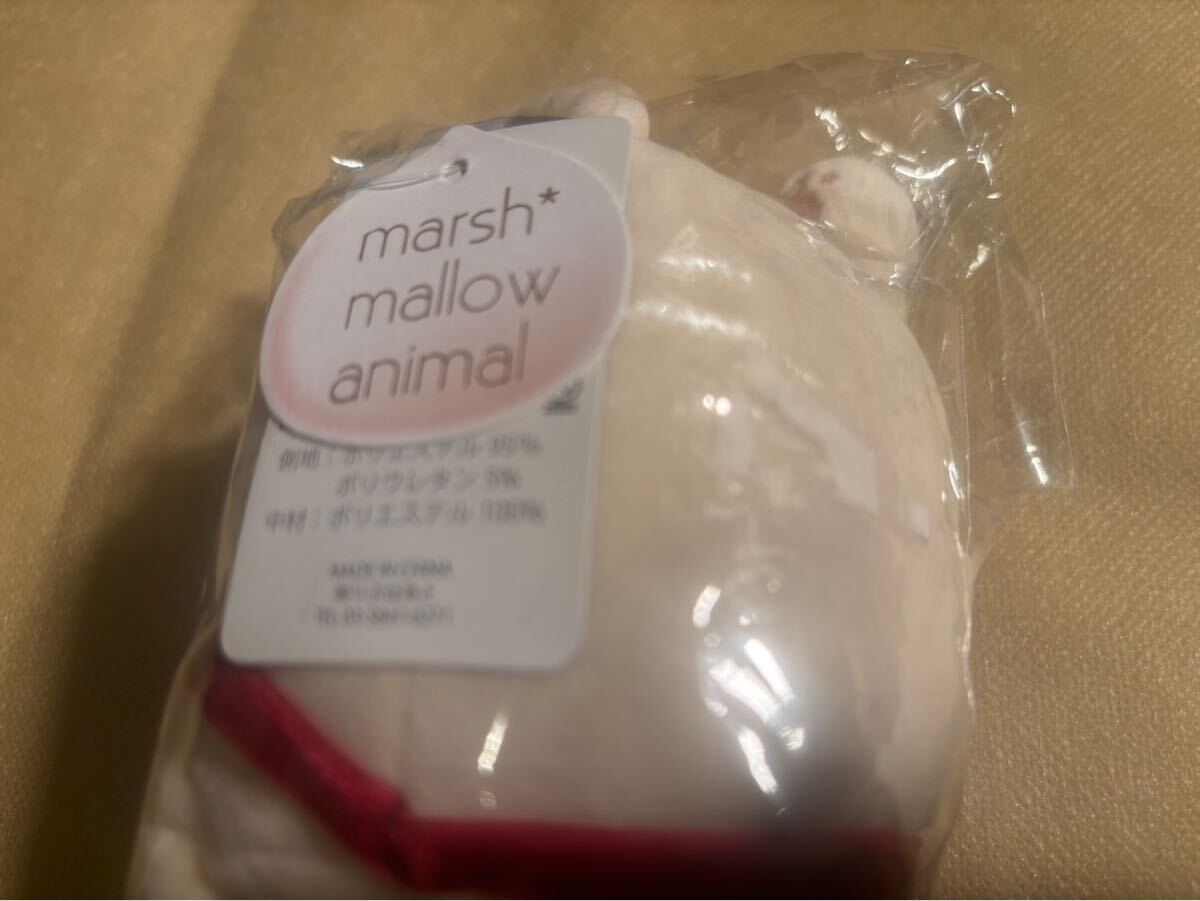 marsh*
mallow
animal
側地：ポリエステル 95%
ポリウレタン 5%
中材：ポリエステル 100%
MADE IN CHINA